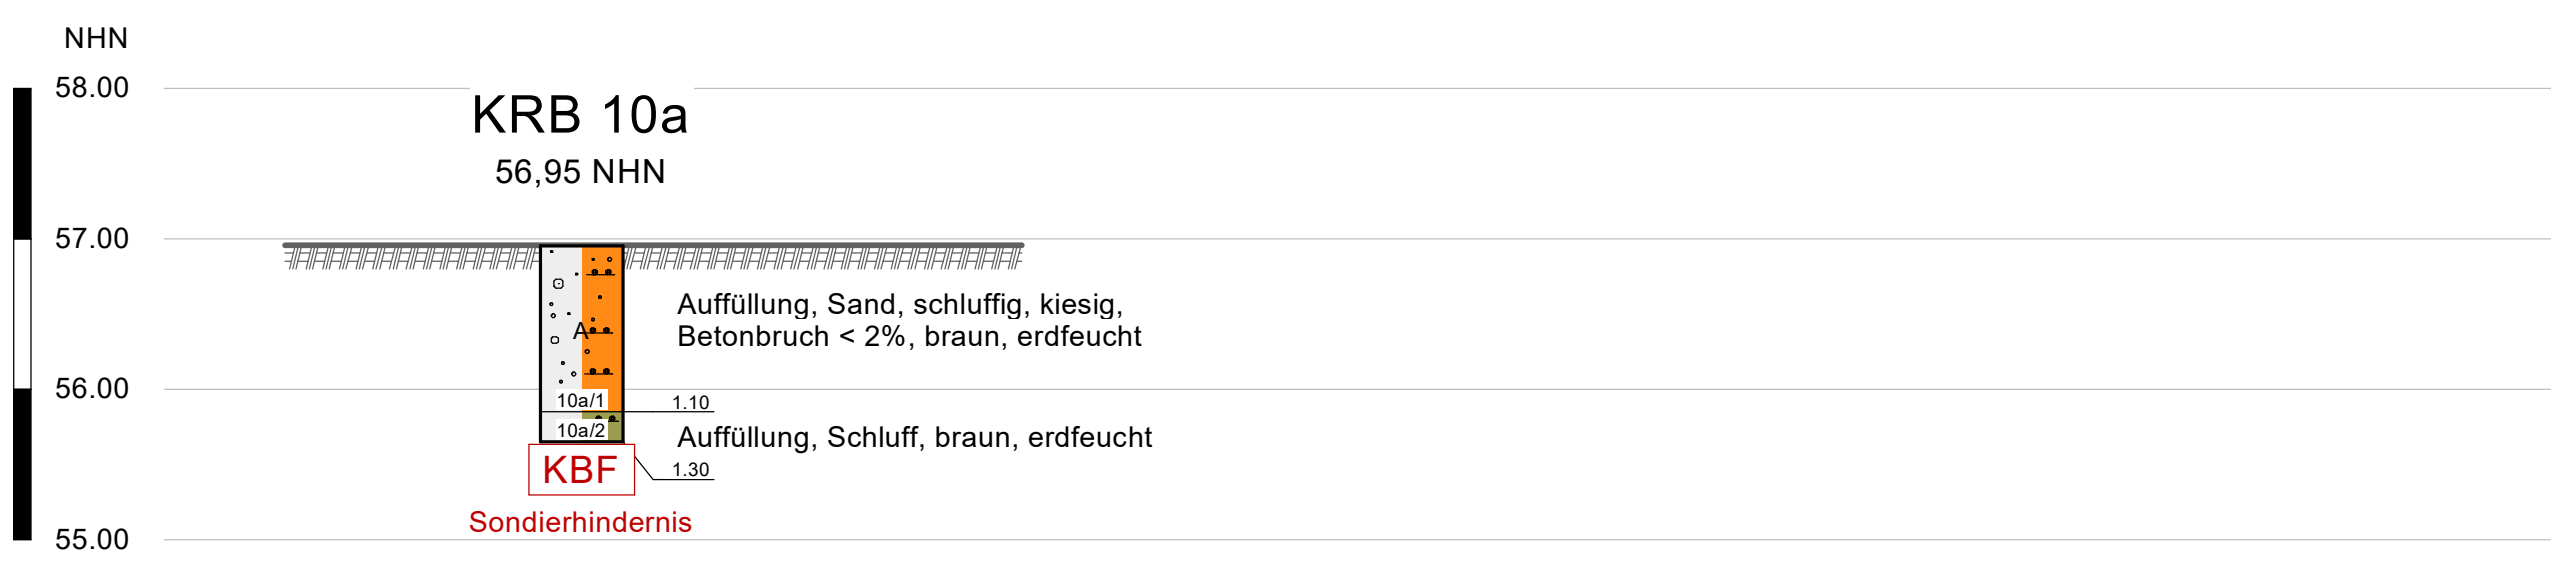 NHN
58.00
KRB 10a
56,95 NHN
57.00
Auffüllung, Sand, schluffig, kiesig,
Betonbruch < 2%, braun, erdfeucht
A
56.00
10a/1
1.10
10a/2
Auffüllung, Schluff, braun, erdfeucht
KBF
1.30
Sondierhindernis
55.00